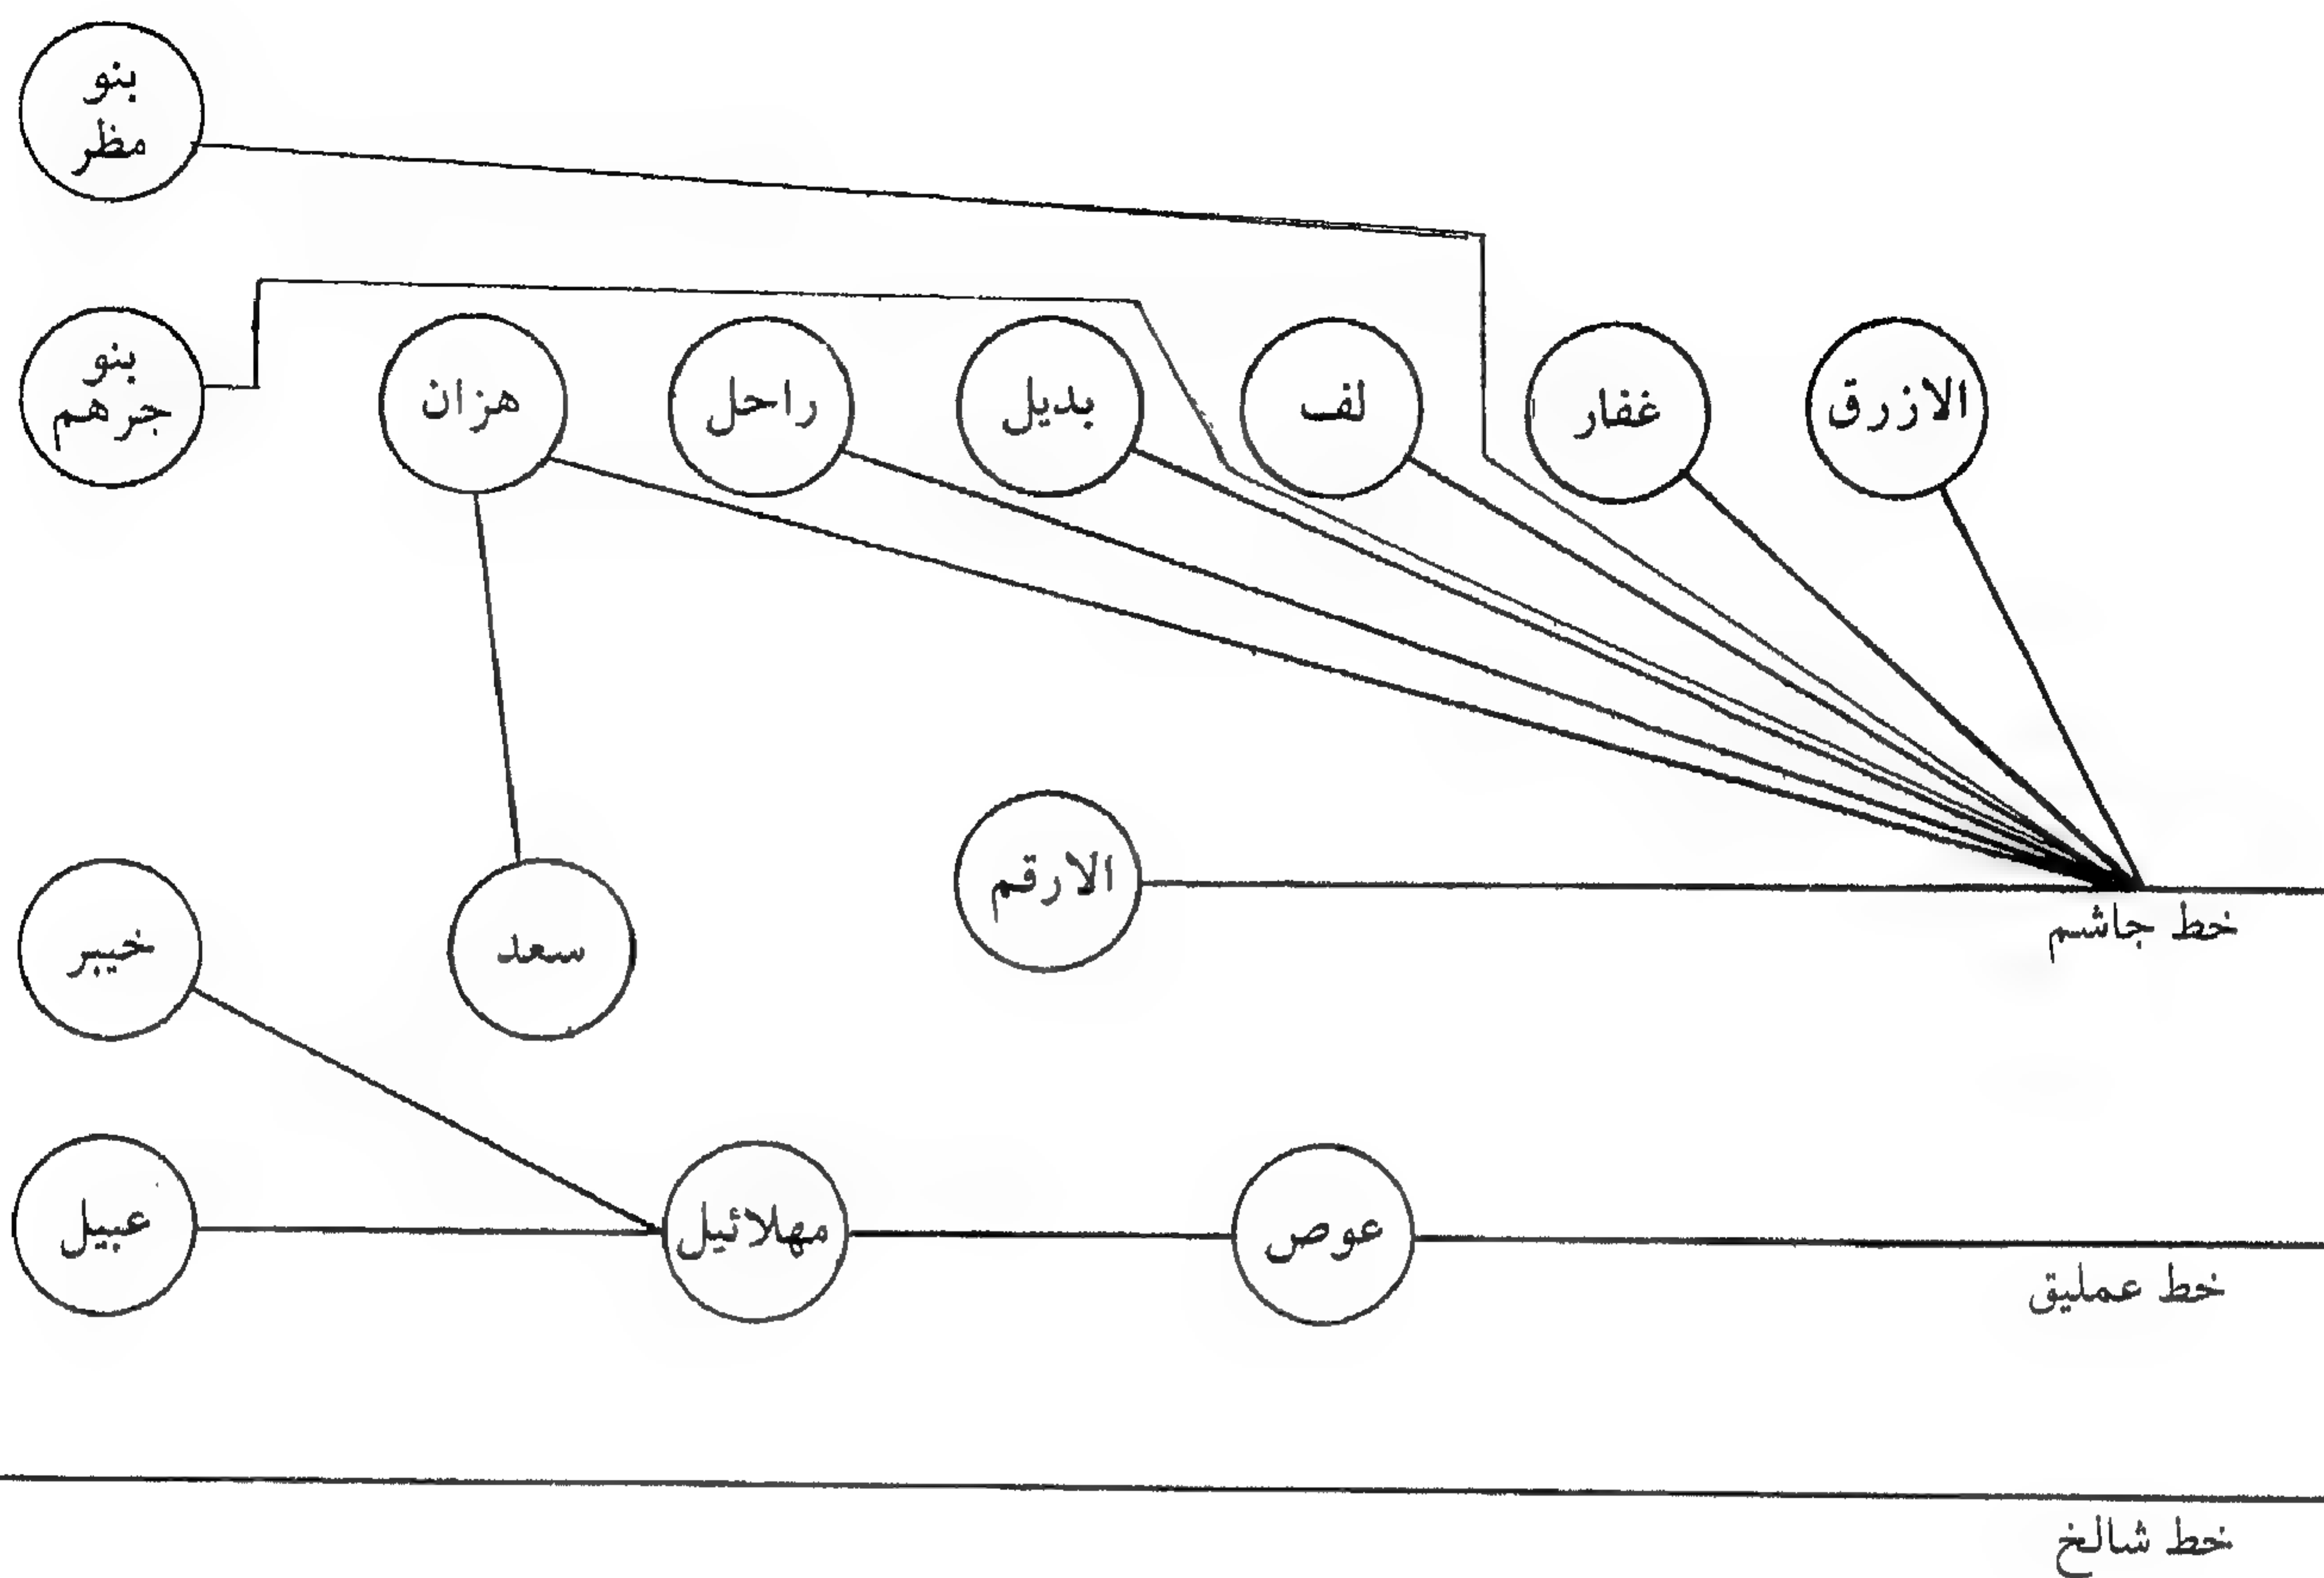 بنو
مظر
الازرق
غفار
لف
بديل
راحل
هزان
بنو
جرهم
الارقم
خط جاشم
سعد
خيبر
عوص
مهلائيل
عبيل
خط عمليق
خط شالخ